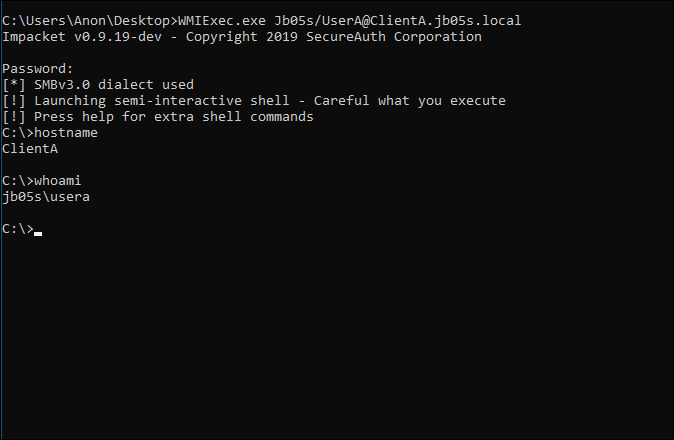 C:\Users\Anon\Desktop>WMIExec.exe Jb05s/UserA@ClientA.jb05s.local
Impacket v0.9.19-dev - Copyright 2019 SecureAuth Corporation
Password:
[*] SMBv3.0 dialect used
[!] Launching semi-interactive shell - Careful what you execute
[!] Press help for extra shell commands
C:\>hostname
ClientA
C:\>whoami
jb05s\usera
C:\>